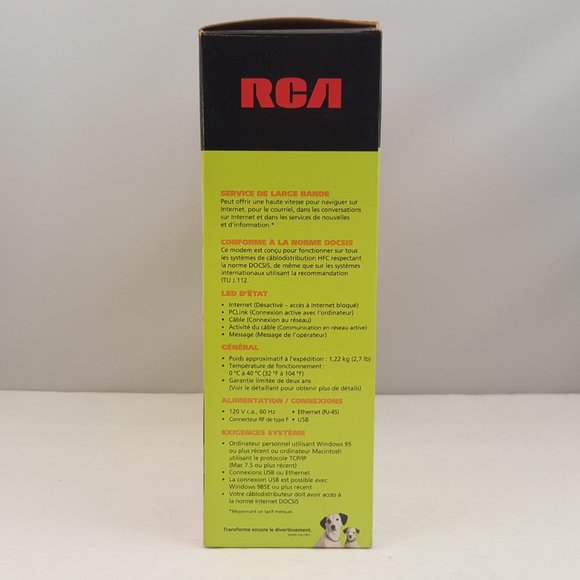 RCA
SERVICE DE LARGE BANDE
Peut offrir une haute vitesse pour naviguer sur
Internet, pour le courriel, dans les conversations
sur Internet et dans les services de nouvelles
et d'information.*
CONFORME À LA NORME DOCSIS
Ce modem est conçu pour fonctionner sur tous
les systèmes de câblodistribution HFC respectant
la norme DOCSIS, de même que sur les systèmes
internationaux utilisant la recommandation
ITU J.112.
LED D'ÉTAT
• Internet (Désactivé – accès à Internet bloqué)
• PCLink (Connexion active avec l'ordinateur)
• Câble (Connexion au réseau)
• Activité du câble (Communication en réseau active)
• Message (Message de l'opérateur)
GÉNÉRAL
• Poids approximatif à l'expédition : 1,22 kg (2,7 lb)
• Température de fonctionnement :
0 °C à 40 °C (32 °F à 104 °F)
• Garantie limitée de deux ans
(Voir le détaillant pour obtenir plus de détails)
ALIMENTATION / CONNEXIONS
• 120 V c.a., 60 Hz • Ethernet (RJ-45)
• Connecteur RF de type F • USB
EXIGENCES SYSTÈME
• Ordinateur personnel utilisant Windows 95
ou plus récent ou ordinateur Macintosh
utilisant le protocole TCP/IP
(Mac 7.5 ou plus récent)
• Connexions USB ou Ethernet
• La connexion USB est possible avec
Windows 98SE ou plus récent
• Votre câblodistributeur doit avoir accès à
la norme Internet DOCSIS
*Moyennant un tarif mensuel.
Transforme encore le divertissement.
www.rca.com